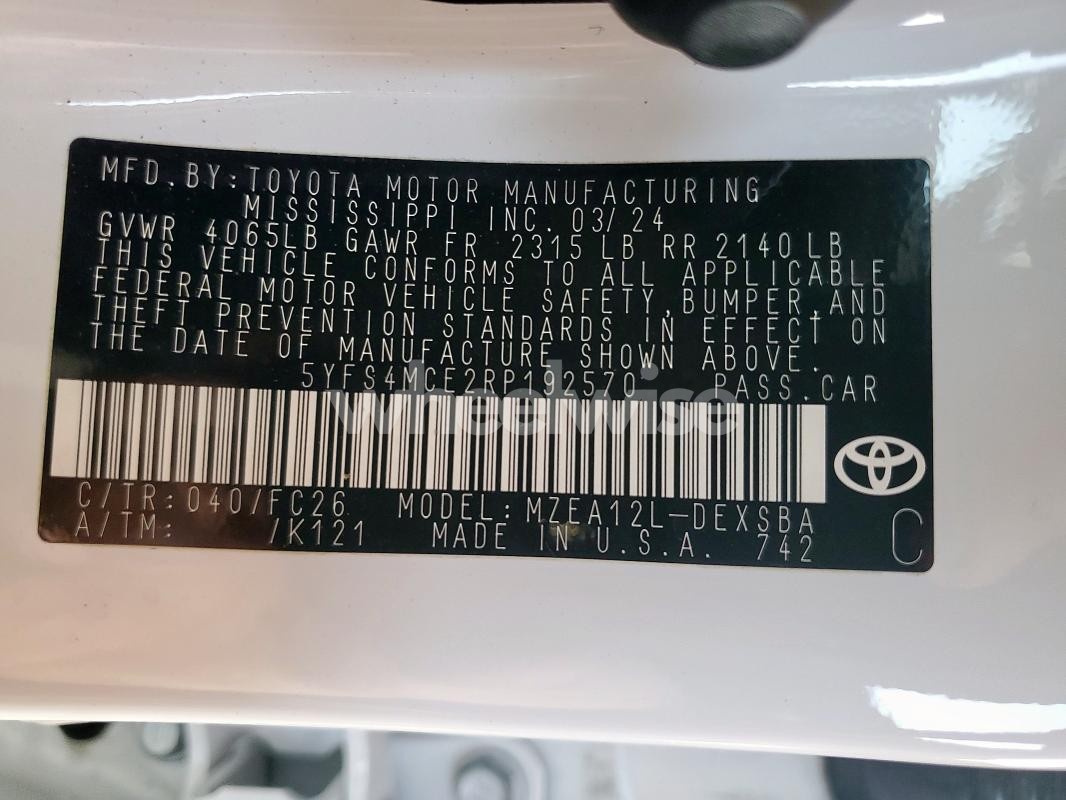 MFD.BY:TOYOTA MOTOR MANUFACTURING
MISSISSIPPI INC. 03/24
GVWR 4065LB GAWR FR 2315 LB RR 2140 LB
THIS VEHICLE CONFORMS TO ALL APPLICABLE
FEDERAL MOTOR VEHICLE SAFETY,BUMPER,AND
THEFT PREVENTION STANDARDS IN EFFECT ON
THE DATE OF MANUFACTURE SHOWN ABOVE.
5YFS4MCE2RP192570 PASS.CAR
wheelwise
C/TR:040/FC26 MODEL:MZEA12L-DEXSBA
A/TM: /K121 MADE IN U.S.A. 742 C